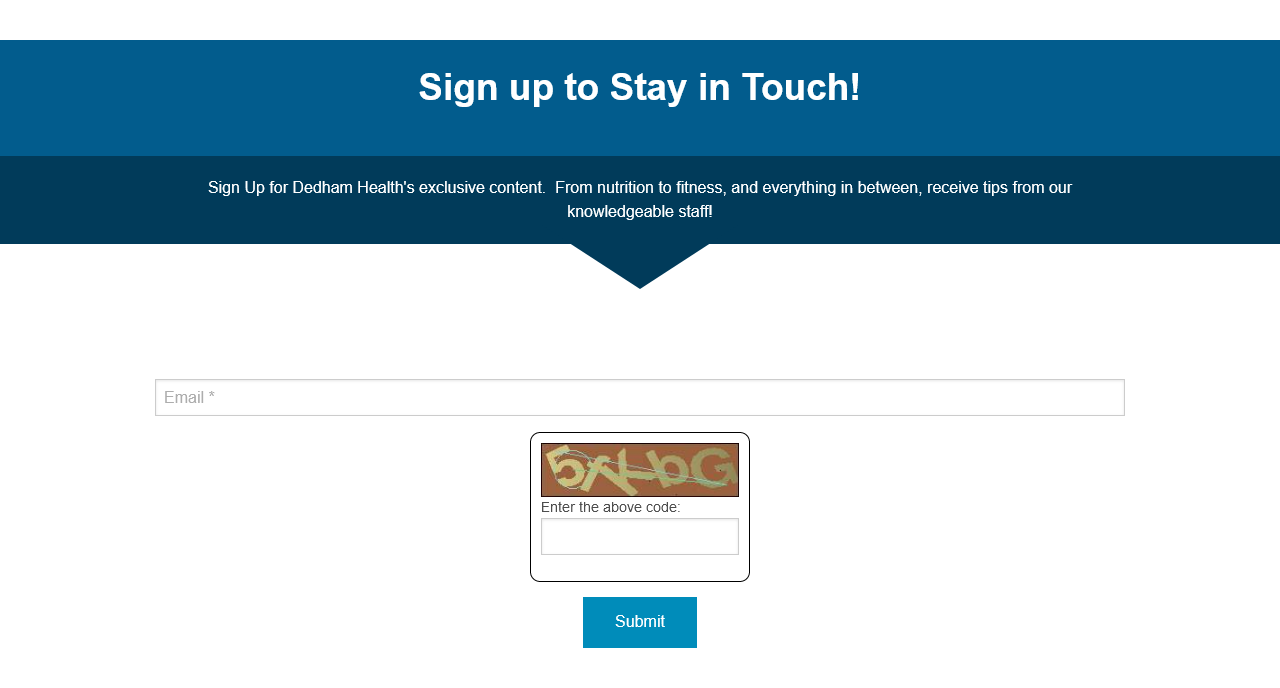 Sign up to Stay in Touch!
Sign Up for Dedham Health's exclusive content.  From nutrition to fitness, and everything in between, receive tips from our
knowledgeable staff!
Email *
Enter the above code:
Submit